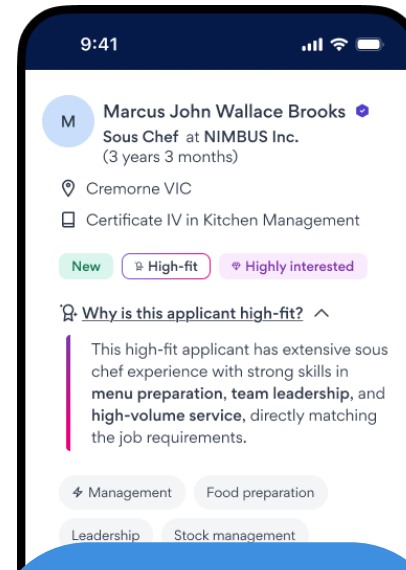 9:41
M
Marcus John Wallace Brooks
Sous Chef at NIMBUS Inc.
(3 years 3 months)
Cremorne VIC
Certificate IV in Kitchen Management
New High-fit Highly interested
Why is this applicant high-fit?
This high-fit applicant has extensive sous
chef experience with strong skills in
menu preparation, team leadership, and
high-volume service, directly matching
the job requirements.
Management Food preparation
Leadership Stock management